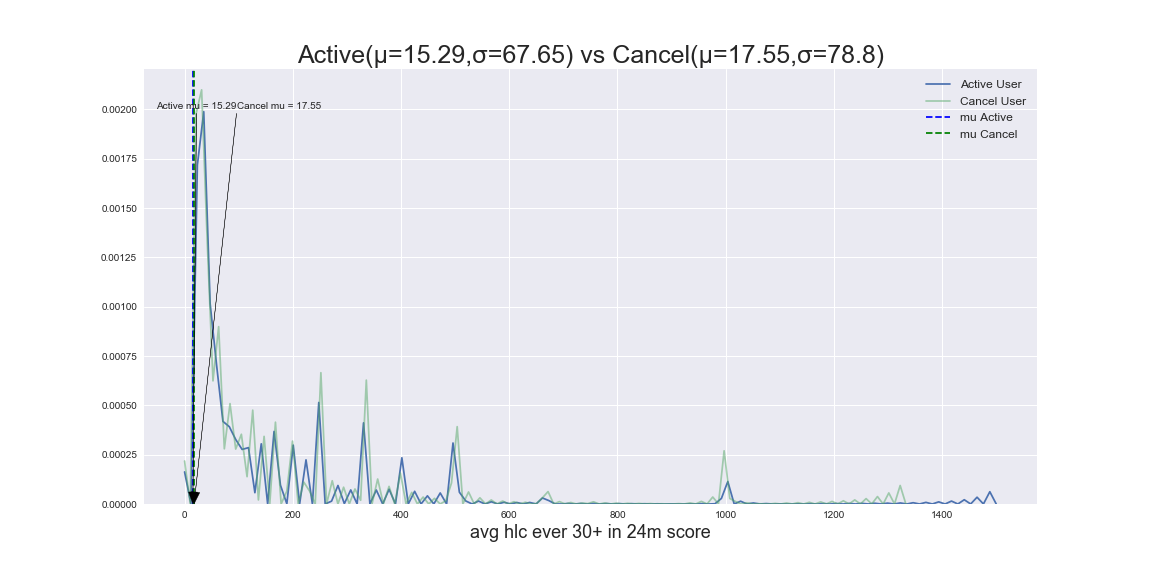 Active(μ=15.29,σ=67.65) vs Cancel(μ=17.55,σ=78.8)
Active User
Cancel User
mu Active
mu Cancel
Active mu = 15.29
Cancel mu = 17.55
0.00200
0.00175
0.00150
0.00125
0.00100
0.00075
0.00050
0.00025
0.00000
0 200 400 600 800 1000 1200 1400
avg hlc ever 30+ in 24m score